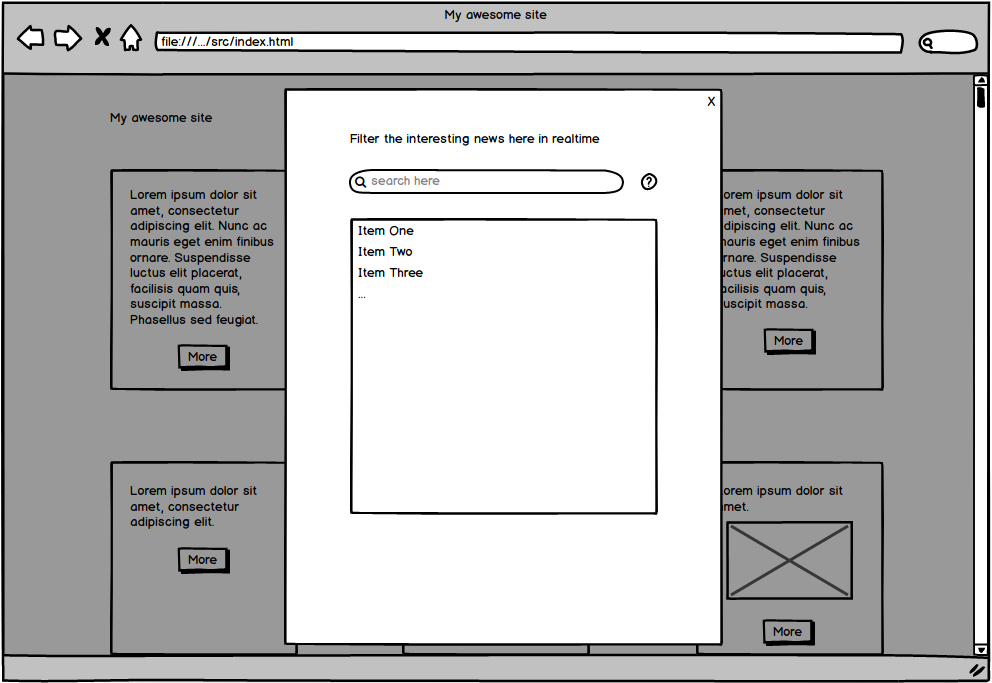 My awesome site
file:///.../src/index.html
My awesome site
X
Filter the interesting news here in realtime
search here
?
Item One
Item Two
Item Three
...
Lorem ipsum dolor sit
amet, consectetur
adipiscing elit. Nunc ac
mauris eget enim finibus
ornare. Suspendisse
luctus elit placerat,
facilisis quam quis,
suscipit massa.
Phasellus sed feugiat.
More
orem ipsum dolor sit
met, consectetur
dipiscing elit. Nunc ac
auris eget enim finibus
rnare. Suspendisse
uctus elit placerat,
acilisis quam quis,
uscipit massa.
More
Lorem ipsum dolor sit
amet, consectetur
adipiscing elit.
More
orem ipsum dolor sit
met.
More